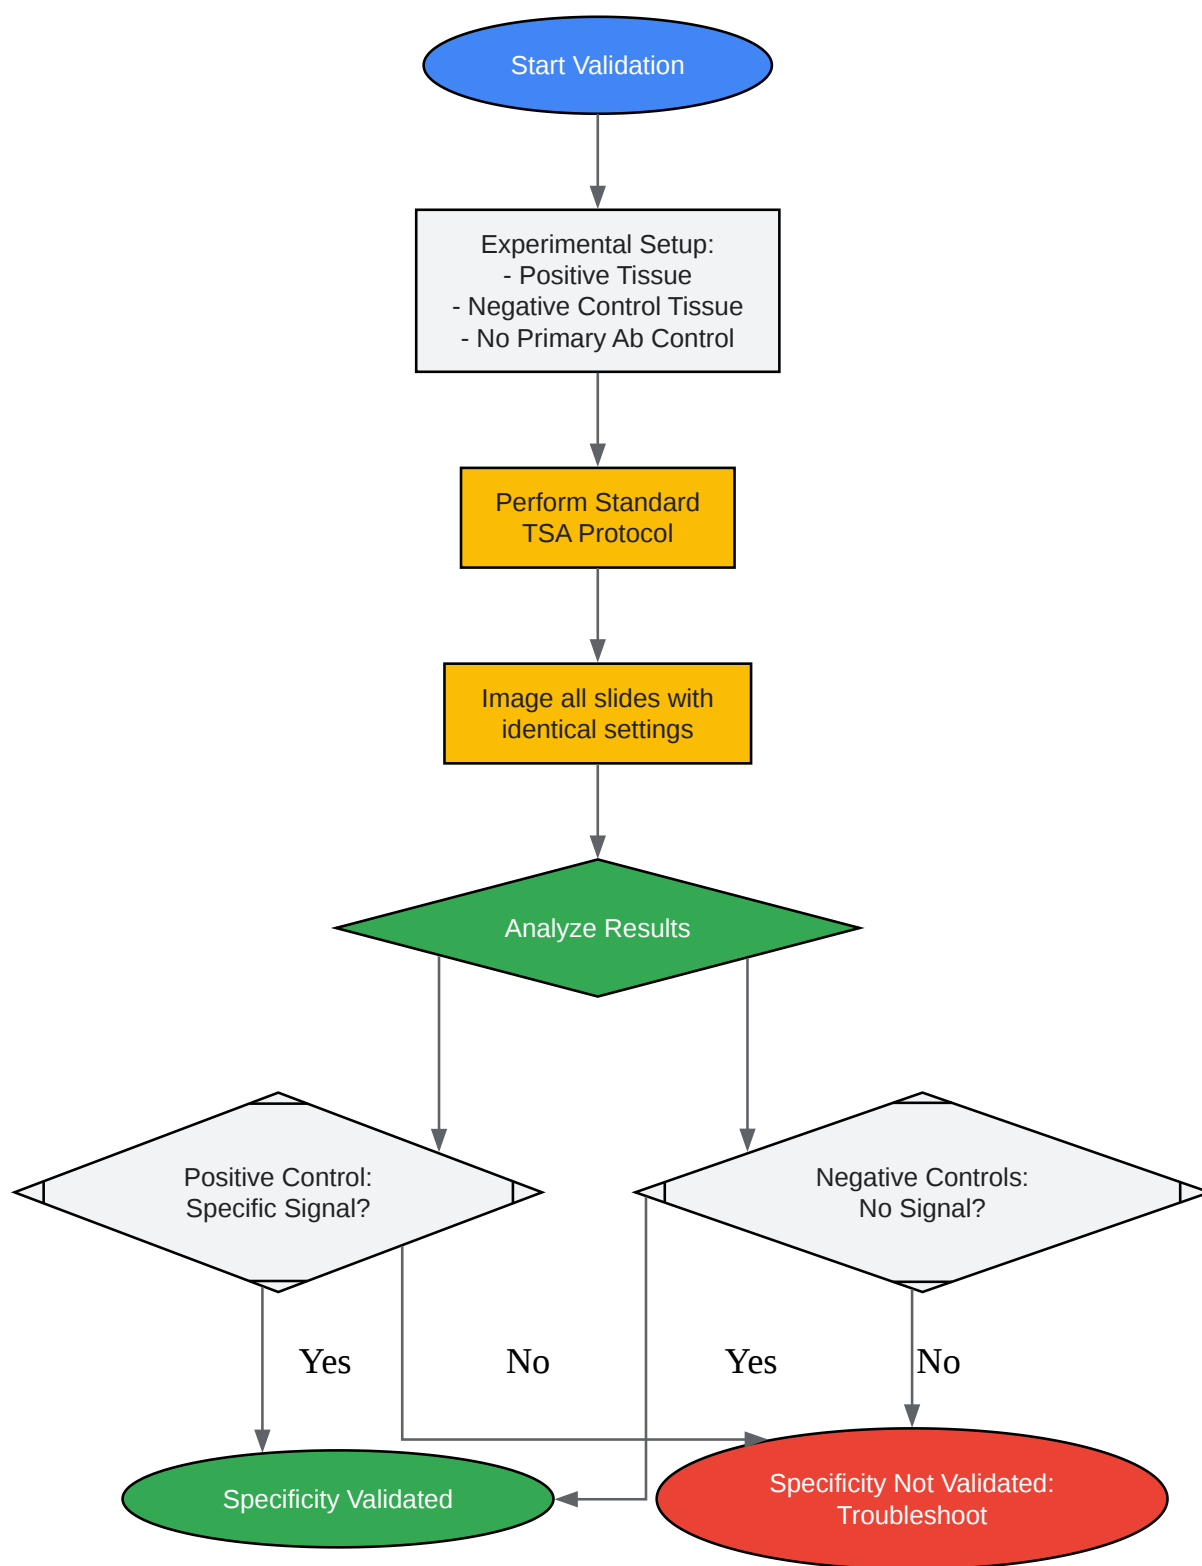 Start Validation
Experimental Setup:
- Positive Tissue
- Negative Control Tissue
- No Primary Ab Control
Perform Standard
TSA Protocol
Image all slides with
identical settings
Analyze Results
Positive Control:
Specific Signal?
Negative Controls:
No Signal?
Yes
No
Yes
No
Specificity Validated
Specificity Not Validated:
Troubleshoot